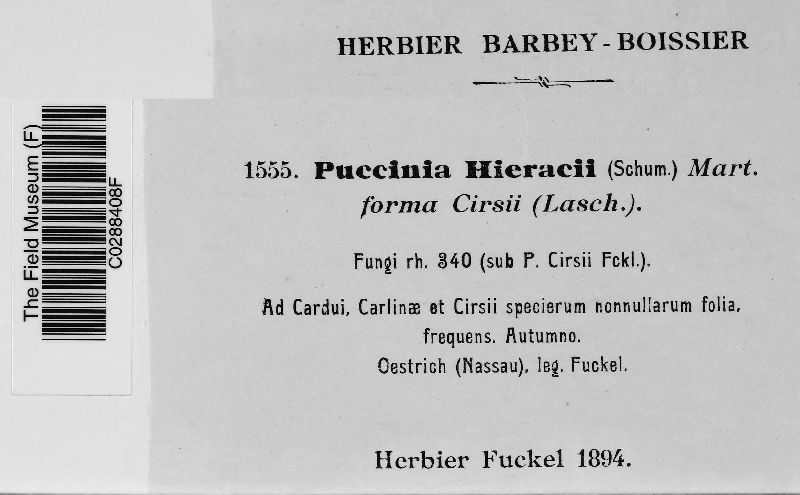 HERBIER BARBEY-BOISSIER
1555. Puccinia Hieracii (Schum.) Mart.
forma Cirsii (Lasch.).
Fungi rh. 340 (sub P. Cirsii Fckl.).
Ad Cardui, Carlinæ et Cirsii specierum nonnullarum folia,
frequens. Autumno.
Oestrich (Nassau), leg. Fuckel.
Herbier Fuckel 1894.
The Field Museum (F)
C0288408F